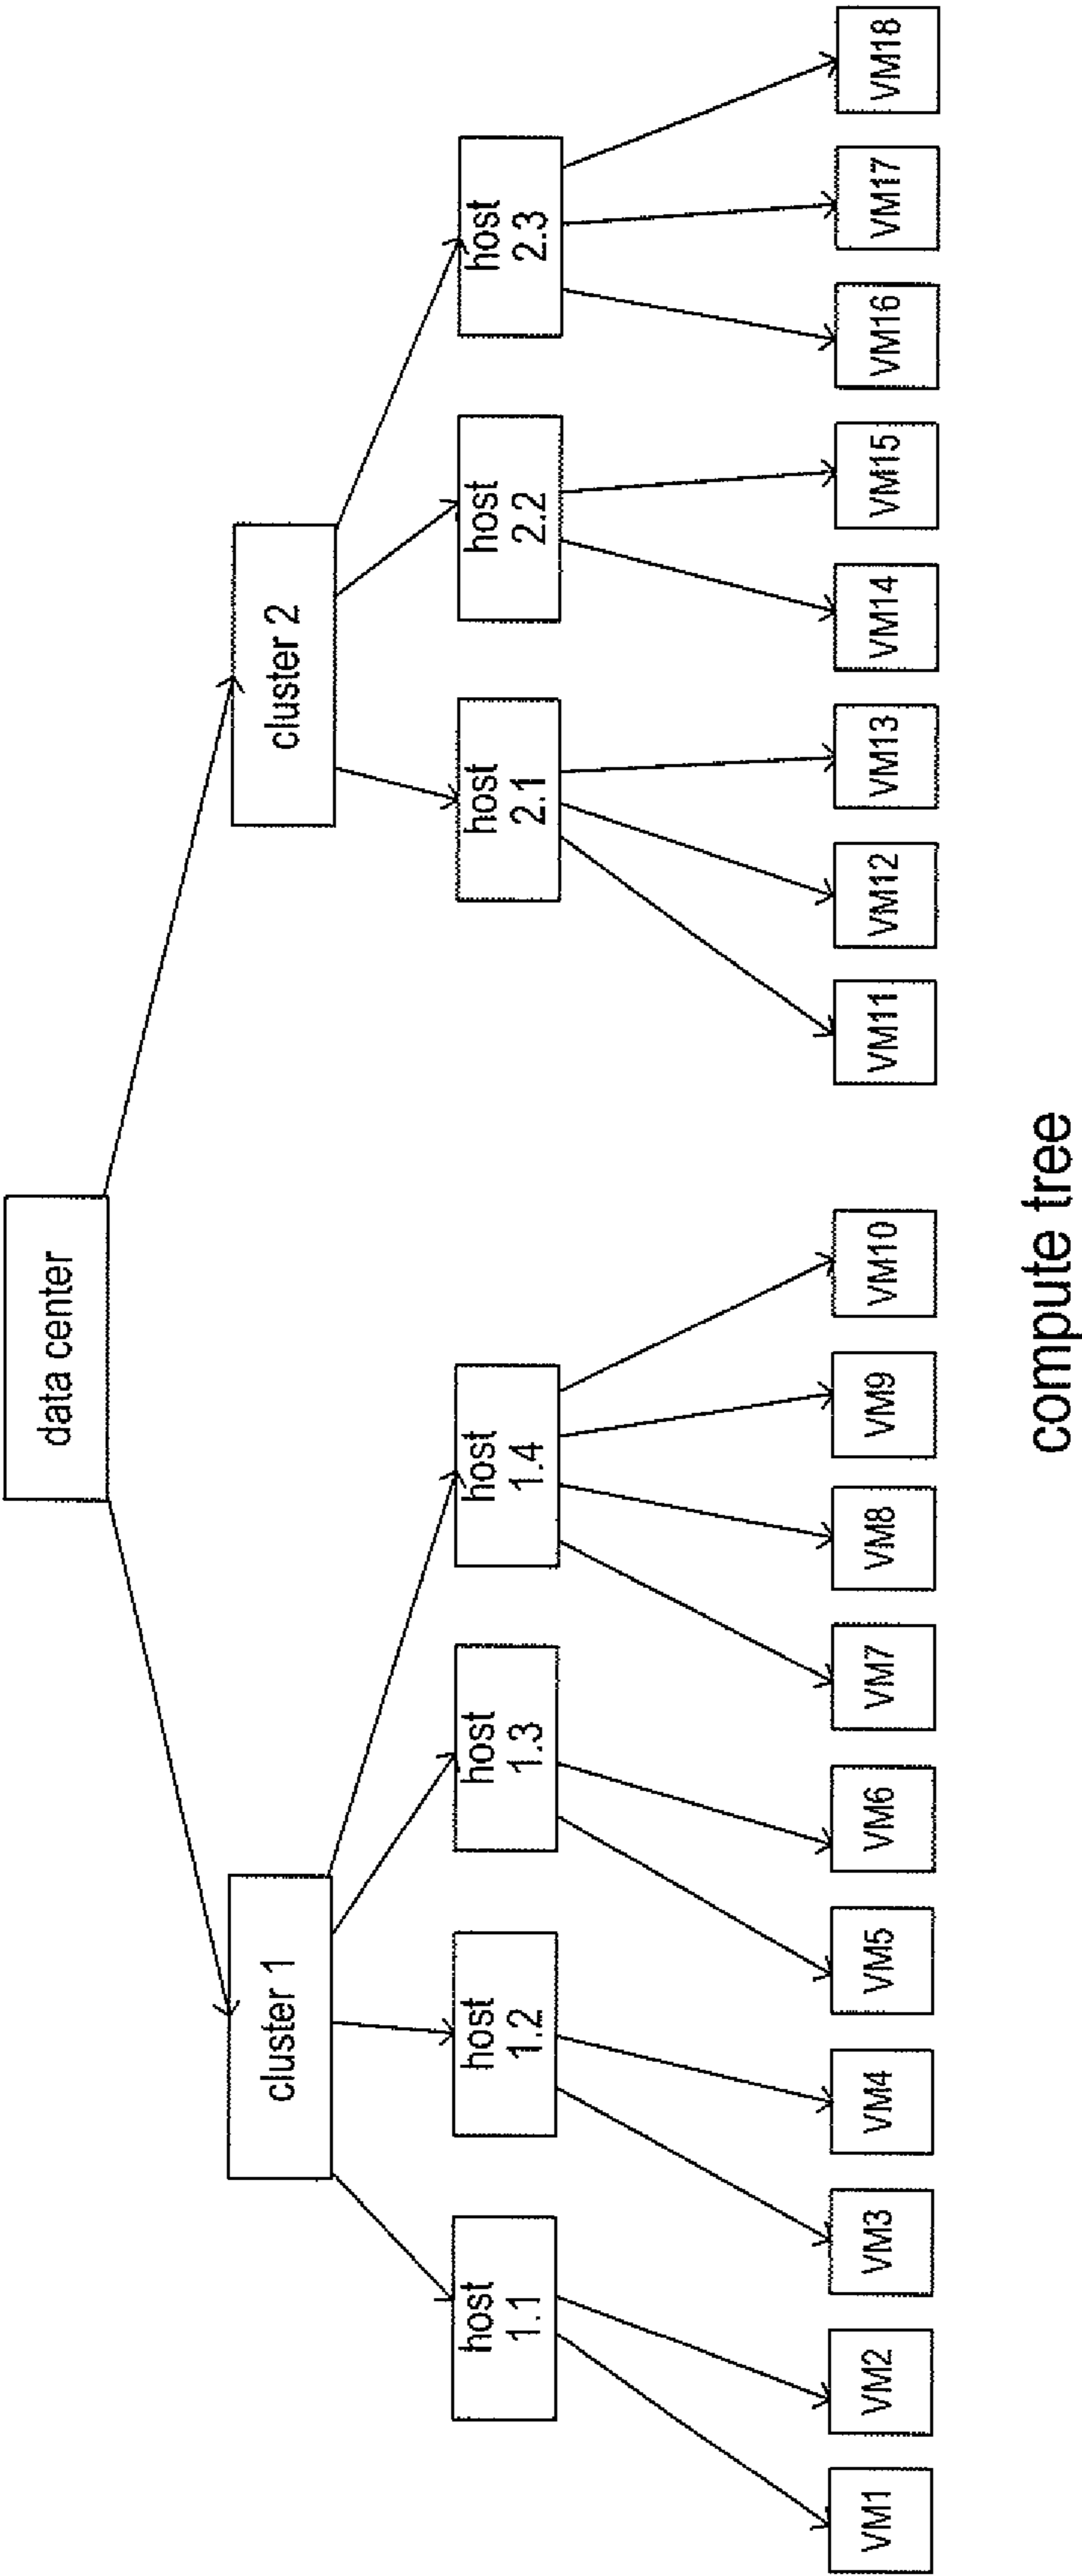 data center
cluster 1
cluster 2
host
1.1
host
1.2
host
1.3
host
1.4
host
2.1
host
2.2
host
2.3
VM1
VM2
VM3
VM4
VM5
VM6
VM7
VM8
VM9
VM10
VM11
VM12
VM13
VM14
VM15
VM16
VM17
VM18
compute tree